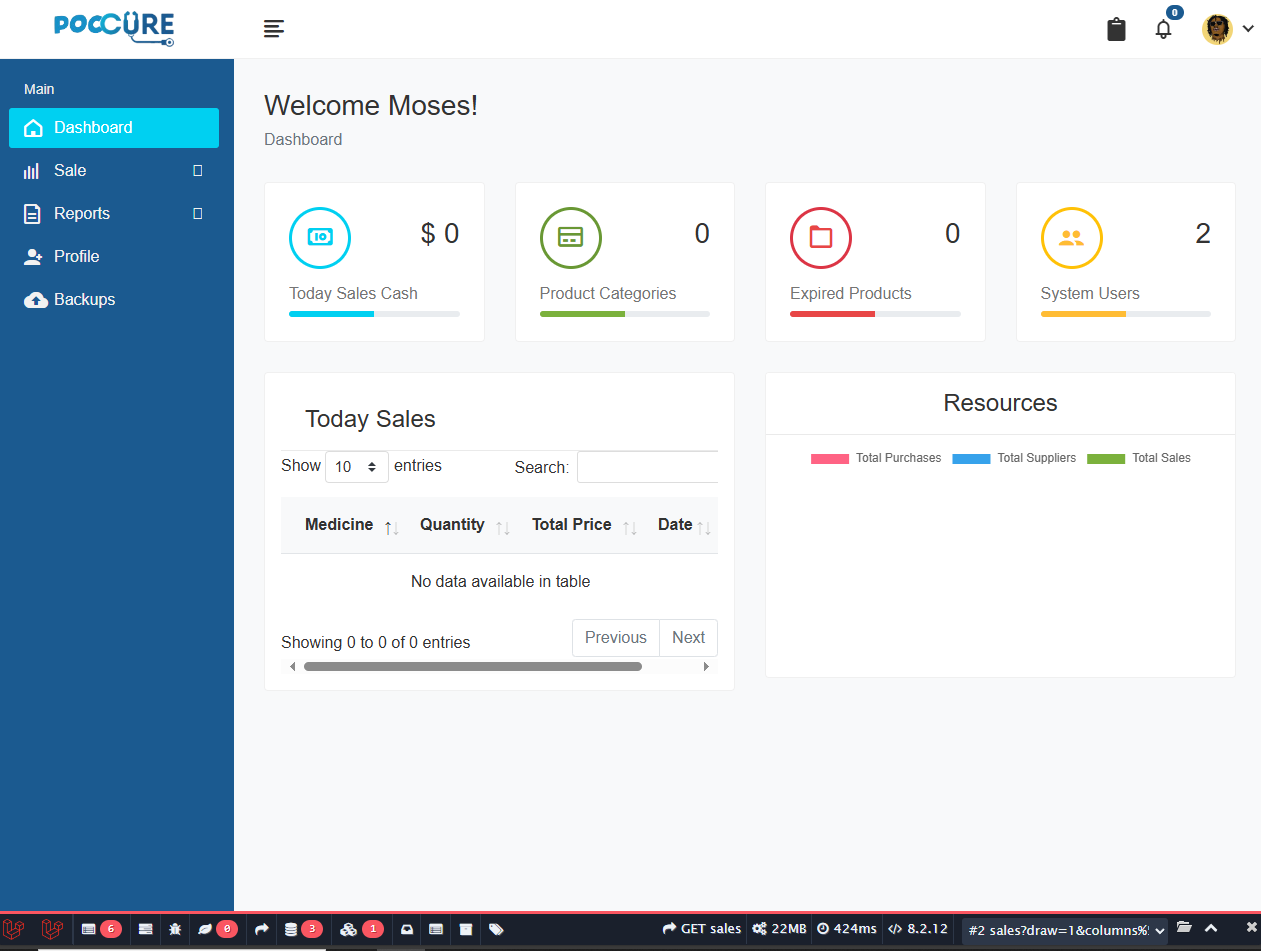 POCCURE
0
Main
Dashboard
Sale
Reports
Profile
Backups
Welcome Moses!
Dashboard
$ 0
Today Sales Cash
0
Product Categories
0
Expired Products
2
System Users
Today Sales
Show 10 entries
Search:
Medicine Quantity Total Price Date
No data available in table
Showing 0 to 0 of 0 entries
Previous Next
Resources
Total Purchases Total Suppliers Total Sales
6 0 3 1 GET sales 22MB 424ms 8.2.12 #2 sales?draw=1&columns%